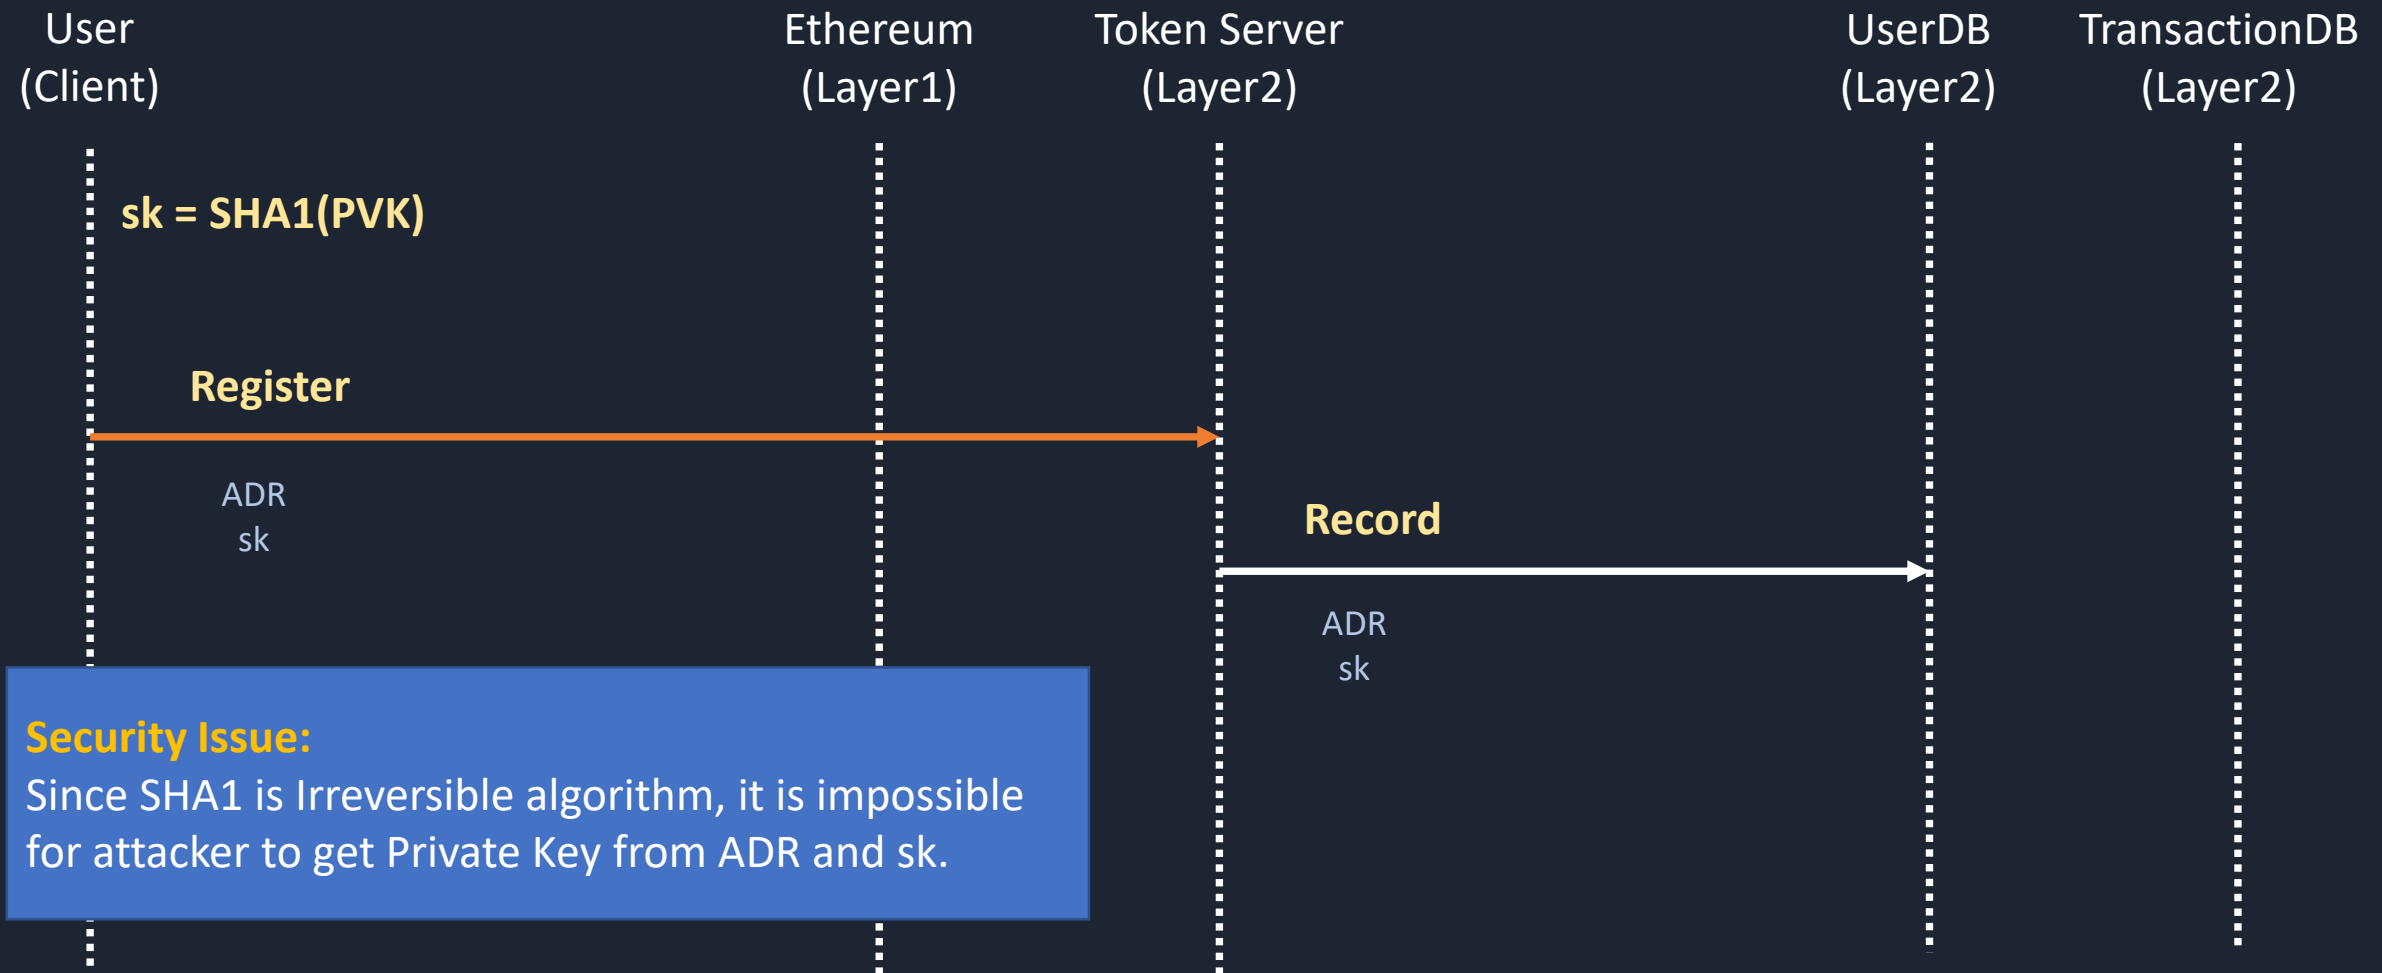 User
(Client)
Ethereum
(Layer1)
Token Server
(Layer2)
UserDB
(Layer2)
TransactionDB
(Layer2)
sk = SHA1(PVK)
Register
ADR
sk
Record
ADR
sk
Security Issue:
Since SHA1 is Irreversible algorithm, it is impossible
for attacker to get Private Key from ADR and sk.